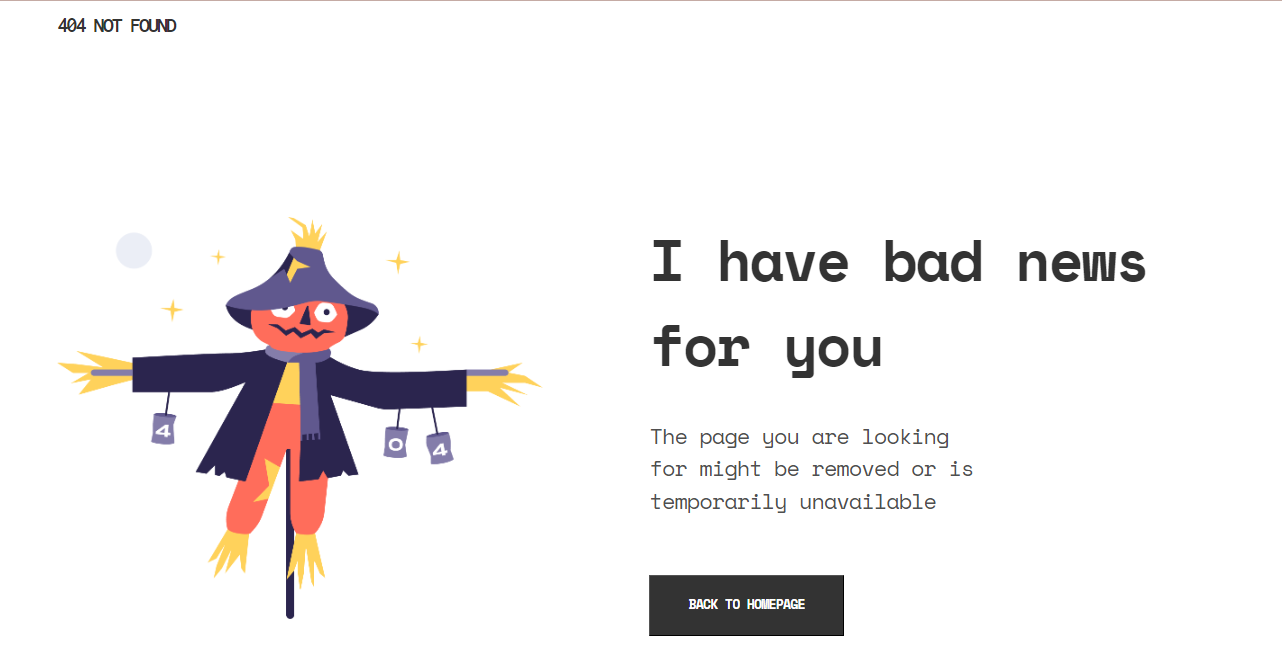 404 NOT FOUND
I have bad news
for you
4
0
4
The page you are looking
for might be removed or is
temporarily unavailable
BACK TO HOMEPAGE